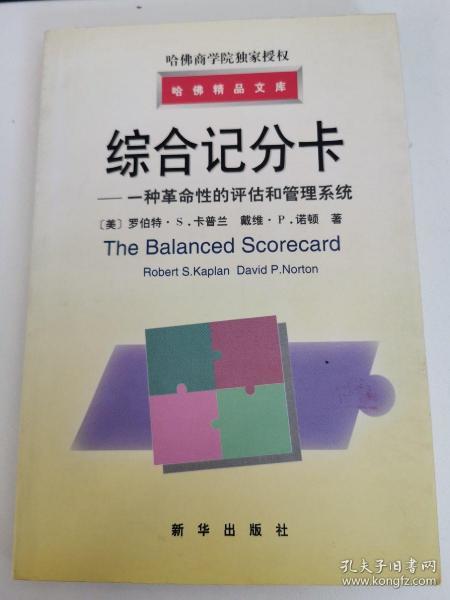 哈佛商学院独家授权
哈佛精品文库
综合记分卡
——一种革命性的评估和管理系统
〔美〕罗伯特·S.卡普兰 戴维·P.诺顿 著
The Balanced Scorecard
Robert S.Kaplan David P.Norton
新华出版社
孔夫子旧书网
www.kongfz.com